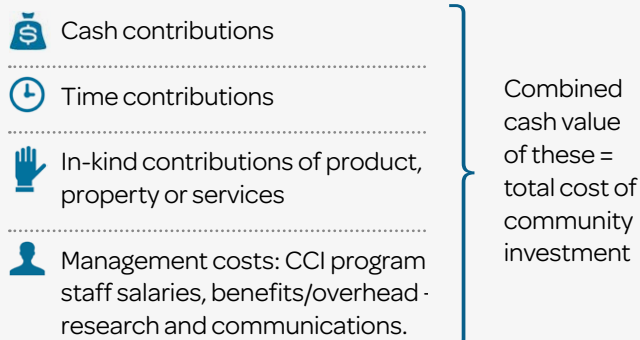 $
Cash contributions
Time contributions
In-kind contributions of product,
property or services
Management costs: CCI program
staff salaries, benefits/overhead -
research and communications.
Combined
cash value
of these =
total cost of
community
investment